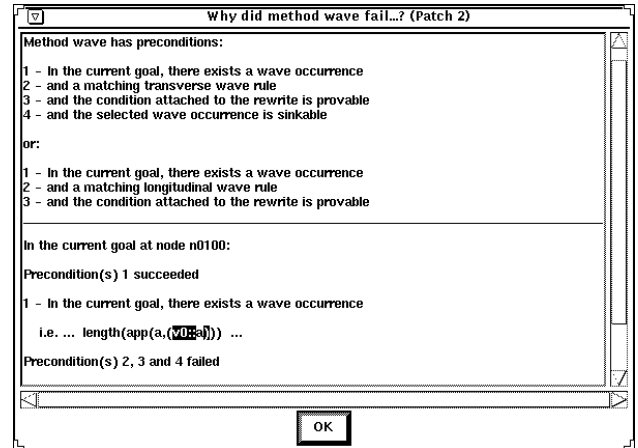 Why did method wave fail...? (Patch 2)
Method wave has preconditions:
1 - In the current goal, there exists a wave occurrence
2 - and a matching transverse wave rule
3 - and the condition attached to the rewrite is provable
4 - and the selected wave occurrence is sinkable
or:
1 - In the current goal, there exists a wave occurrence
2 - and a matching longitudinal wave rule
3 - and the condition attached to the rewrite is provable
In the current goal at node n0100:
Precondition(s) 1 succeeded
1 - In the current goal, there exists a wave occurrence
i.e. ... length(app(a,(v0::a))) ...
Precondition(s) 2, 3 and 4 failed
OK